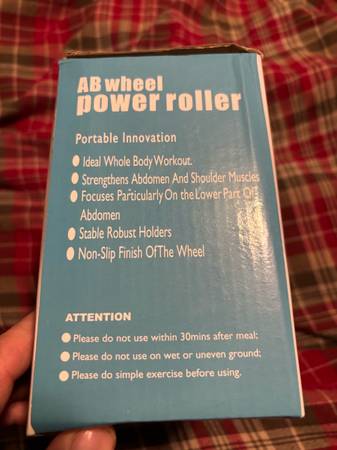 AB wheel
power roller
Portable Innovation
● Ideal Whole Body Workout.
● Strengthens Abdomen And Shoulder Muscles
● Focuses Particularly On the Lower Part Of
Abdomen
● Stable Robust Holders
● Non-Slip Finish OfThe Wheel
ATTENTION
● Please do not use within 30mins after meal;
● Please do not use on wet or uneven ground;
● Please do simple exercise before using.